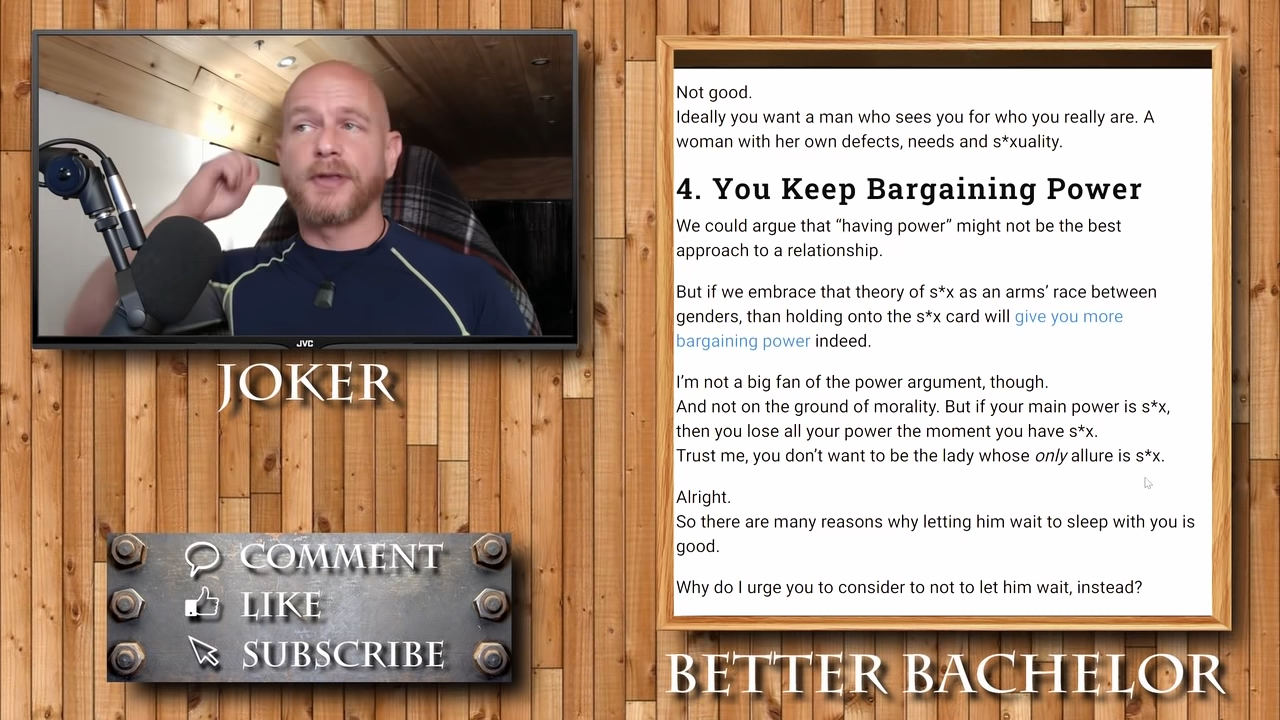 JVC
JOKER
COMMENT
LIKE
SUBSCRIBE
Not good.
Ideally you want a man who sees you for who you really are. A
woman with her own defects, needs and s*xuality.
4. You Keep Bargaining Power
We could argue that “having power” might not be the best
approach to a relationship.
But if we embrace that theory of s*x as an arms’ race between
genders, than holding onto the s*x card will give you more
bargaining power indeed.
I’m not a big fan of the power argument, though.
And not on the ground of morality. But if your main power is s*x,
then you lose all your power the moment you have s*x.
Trust me, you don’t want to be the lady whose only allure is s*x.
Alright.
So there are many reasons why letting him wait to sleep with you is
good.
Why do I urge you to consider to not to let him wait, instead?
BETTER BACHELOR